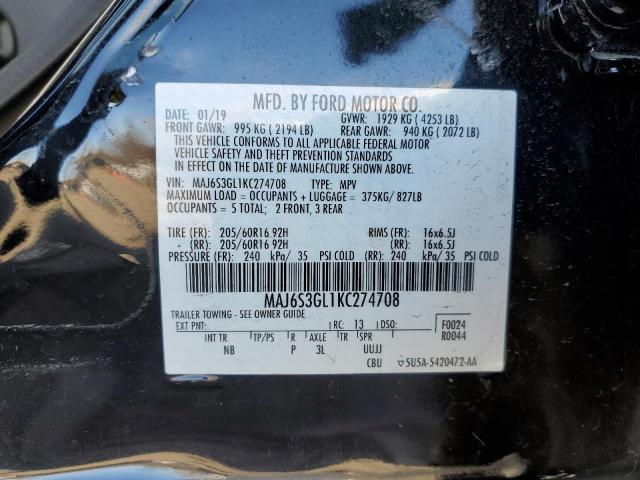 MFD. BY FORD MOTOR CO.
DATE: 01/19 GVWR: 1929 KG ( 4253 LB)
FRONT GAWR: 995 KG ( 2194 LB) REAR GAWR: 940 KG ( 2072 LB)
THIS VEHICLE CONFORMS TO ALL APPLICABLE FEDERAL MOTOR
VEHICLE SAFETY AND THEFT PREVENTION STANDARDS
IN EFFECT ON THE DATE OF MANUFACTURE SHOWN ABOVE.
VIN: MAJ6S3GL1KC274708 TYPE: MPV
MAXIMUM LOAD = OCCUPANTS + LUGGAGE = 375KG/ 827LB
OCCUPANTS = 5 TOTAL; 2 FRONT, 3 REAR
TIRE (FR): 205/60R16 92H RIMS (FR): 16x6.5J
- (RR): 205/60R16 92H - (RR): 16x6.5J
PRESSURE (FR): 240 kPa/ 35 PSI COLD (RR): 240 kPa/ 35 PSI COLD
MAJ6S3GL1KC274708
TRAILER TOWING - SEE OWNER GUIDE
EXT PNT: RC: 13 DSO: F0024
INT TR TP/PS R AXLE TR SPR R0044
NB P 3L UUJJ
CBU ▽5U5A-5420472-AA